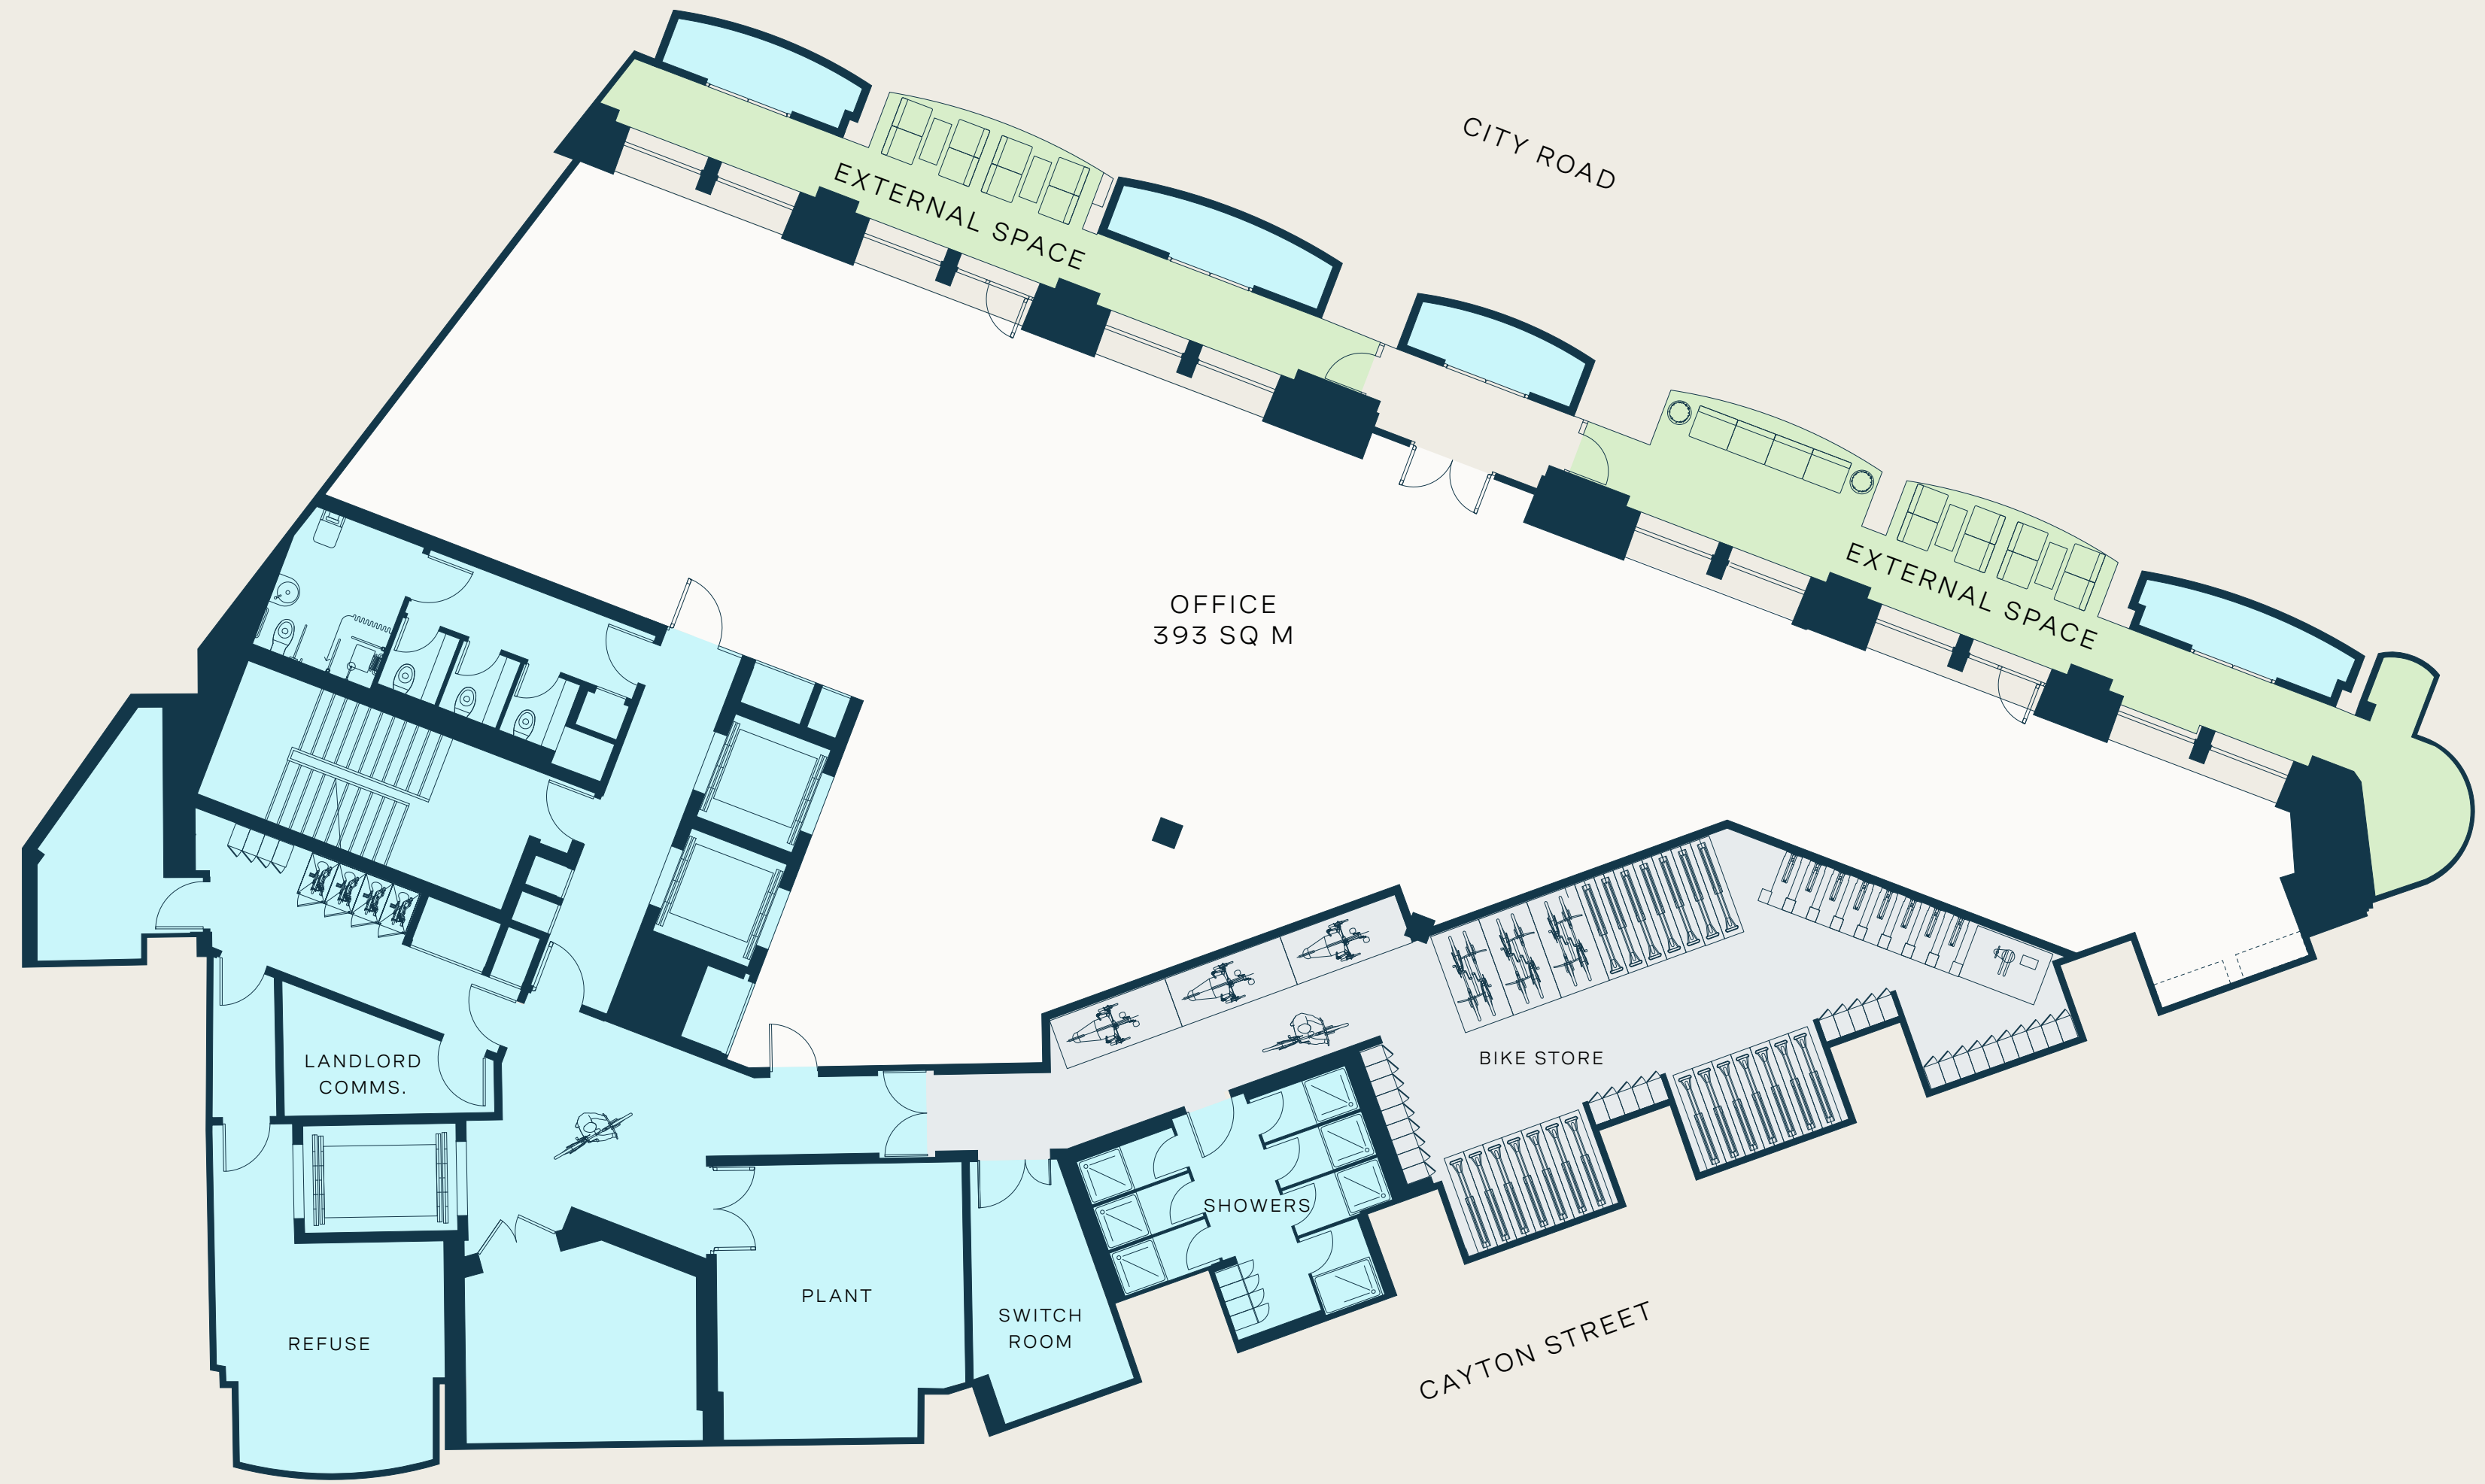 CITY ROAD
EXTERNAL SPACE
EXTERNAL SPACE
OFFICE
393 SQ M
LANDLORD
COMMS.
BIKE STORE
SHOWERS
PLANT
SWITCH
ROOM
REFUSE
CAYTON STREET